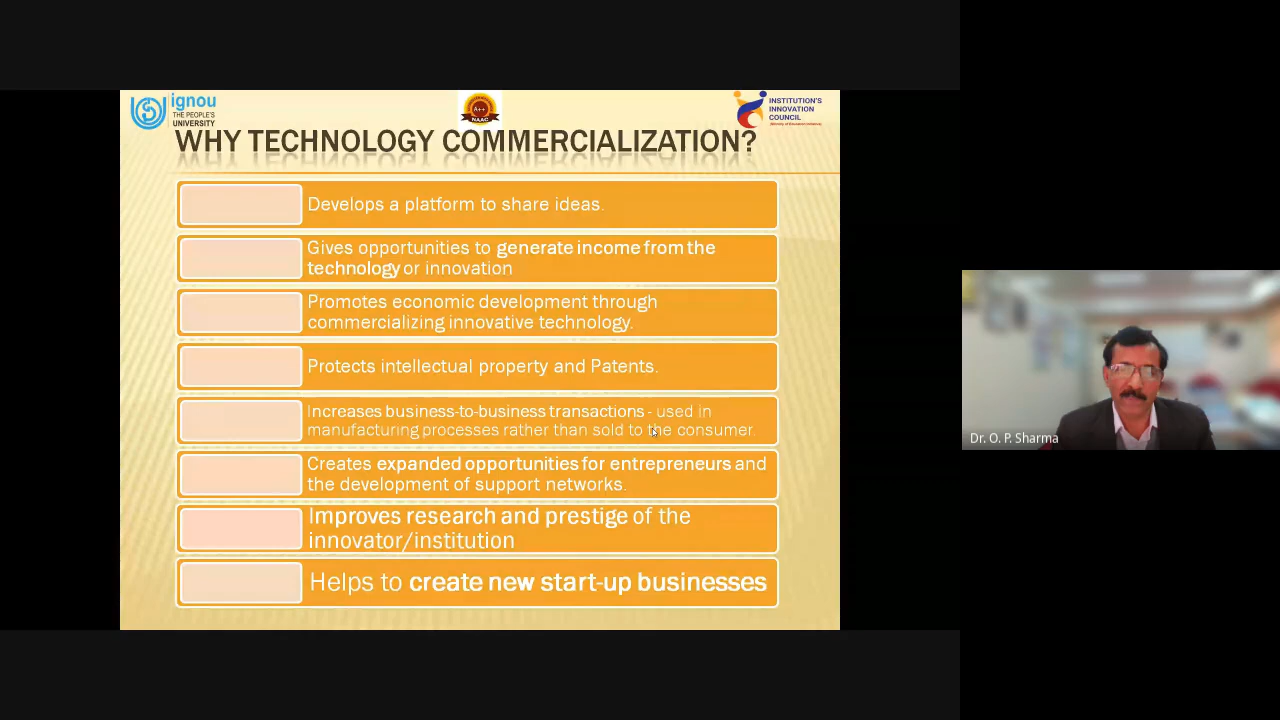 ignou
THE PEOPLE'S
UNIVERSITY
A++
NAAC
INSTITUTION'S
INNOVATION
COUNCIL
WHY TECHNOLOGY COMMERCIALIZATION?
Develops a platform to share ideas.
Gives opportunities to generate income from the
technology or innovation
Promotes economic development through
commercializing innovative technology.
Protects intellectual property and Patents.
Increases business-to-business transactions - used in
manufacturing processes rather than sold to the consumer.
Creates expanded opportunities for entrepreneurs and
the development of support networks.
Improves research and prestige of the
innovator/institution
Helps to create new start-up businesses
Dr. O. P. Sharma